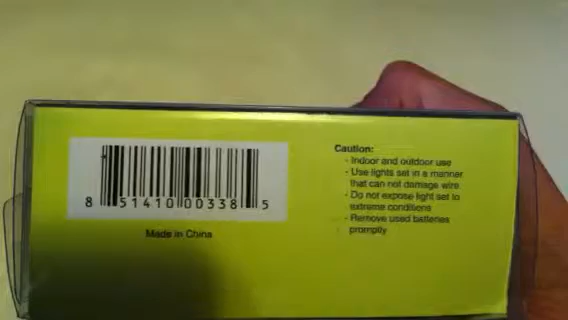 8 51410 00338 5
Made in China
Caution:
- Indoor and outdoor use
- Use lights set in a manner
that can not damage wire
- Do not expose light set to
extreme conditions
- Remove used batteries
promptly